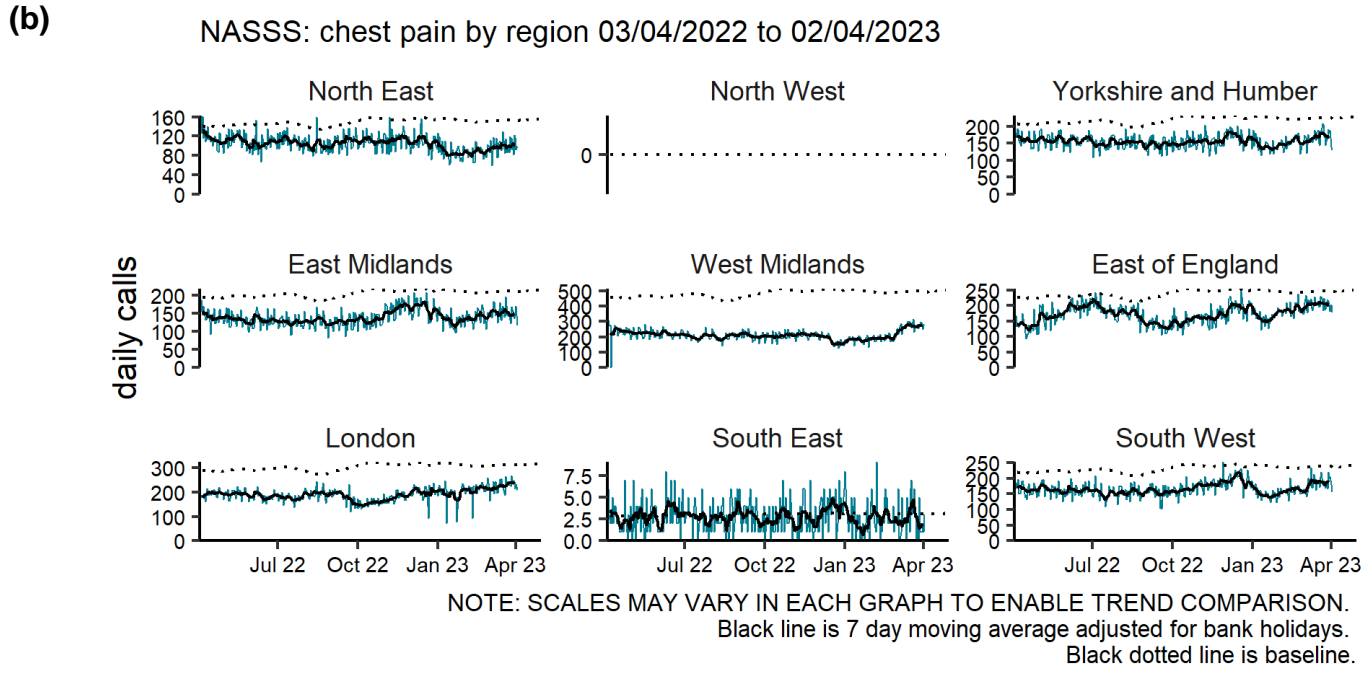 (b)
NASSS: chest pain by region 03/04/2022 to 02/04/2023
North East
160
120
80
40
0
North West
0
Yorkshire and Humber
200
150
100
50
0
daily calls
East Midlands
200
150
100
50
0
West Midlands
500
400
300
200
100
0
East of England
250
200
150
100
50
0
London
300
200
100
0
Jul 22 Oct 22 Jan 23 Apr 23
South East
7.5
5.0
2.5
0.0
Jul 22 Oct 22 Jan 23 Apr 23
South West
250
200
150
100
50
0
Jul 22 Oct 22 Jan 23 Apr 23
NOTE: SCALES MAY VARY IN EACH GRAPH TO ENABLE TREND COMPARISON.
Black line is 7 day moving average adjusted for bank holidays.
Black dotted line is baseline.